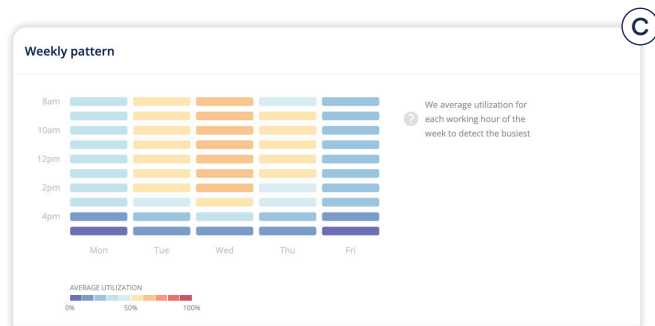 C
Weekly pattern
8am
10am
12pm
2pm
4pm
Mon Tue Wed Thu Fri
We average utilization for
each working hour of the
week to detect the busiest
?
AVERAGE UTILIZATION
0% 50% 100%